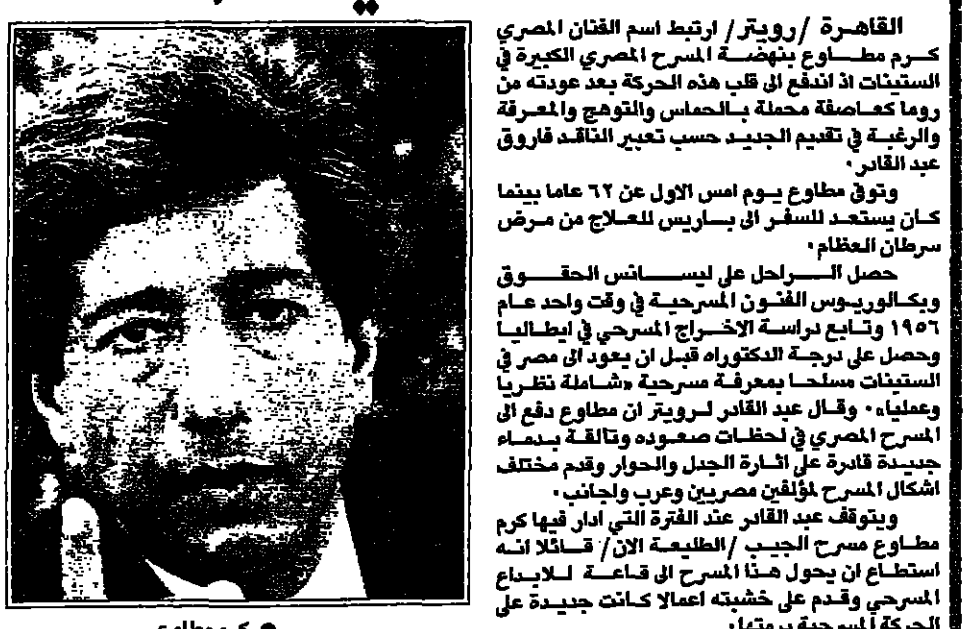 القاهرة /رويتر/ ارتبط اسم الفنان المصري
كرم مطاوع بنهضة المسرح المصري الكبيرة في
الستينات اذ اندفع الى قلب هذه الحركة بعد عودته من
روما كعاصفة محملة بالحماس والتوهج والمعرفة
والرغبة في تقديم الجديد حسب تعبير الناقد فاروق
عبد القادر.
وتوفي مطاوع يوم امس الاول عن ٦٢ عاما بينما
كان يستعد للسفر الى باريس للعلاج من مرض
سرطان العظام.
حصل الراحل على ليسانس الحقوق
وبكالوريوس الفنون المسرحية في وقت واحد عام
١٩٥٦ وتابع دراسة الاخراج المسرحي في ايطاليا
وحصل على درجة الدكتوراه قبل ان يعود الى مصر في
الستينات مسلحا بمعرفة مسرحية «شاملة نظريا
وعمليا». وقال عبد القادر لرويتر ان مطاوع دفع الى
المسرح المصري في لحظات صعوده وتالقة بدماء
جديدة قادرة على اثارة الجدل والحوار وقدم مختلف
اشكال المسرح لمؤلفين مصريين وعرب واجانب.
ويتوقف عبد القادر عند الفترة التي ادار فيها كرم
مطاوع مسرح الجيب /الطليعة الان/ قائلا انه
استطاع ان يحول هذا المسرح الى قاعة للابداع
المسرحي وقدم على خشبته اعمالا كانت جديدة على
الحركة المسرحية برمتها.
● كرم مطاوع